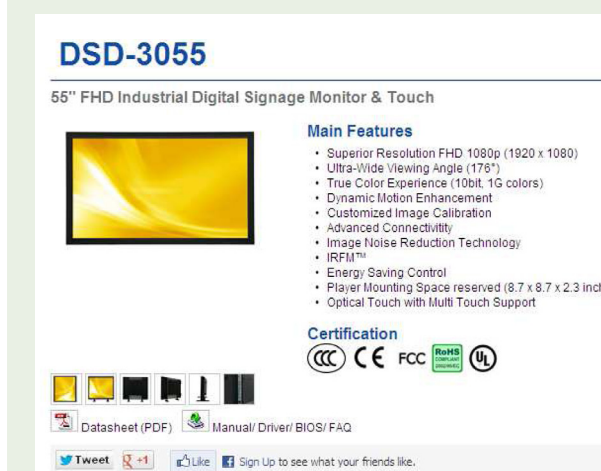 DSD-3055
55" FHD Industrial Digital Signage Monitor & Touch
Main Features
• Superior Resolution FHD 1080p (1920 x 1080)
• Ultra-Wide Viewing Angle (176°)
• True Color Experience (10bit, 1G colors)
• Dynamic Motion Enhancement
• Customized Image Calibration
• Advanced Connectivitity
• Image Noise Reduction Technology
• IRFM™
• Energy Saving Control
• Player Mounting Space reserved (8.7 x 8.7 x 2.3 incl
• Optical Touch with Multi Touch Support
Certification
CCC CE FCC RoHS COMPLIANT UL
Datasheet (PDF) Manual/ Driver/ BIOS/ FAQ
Tweet g +1 Like f Sign Up to see what your friends like.